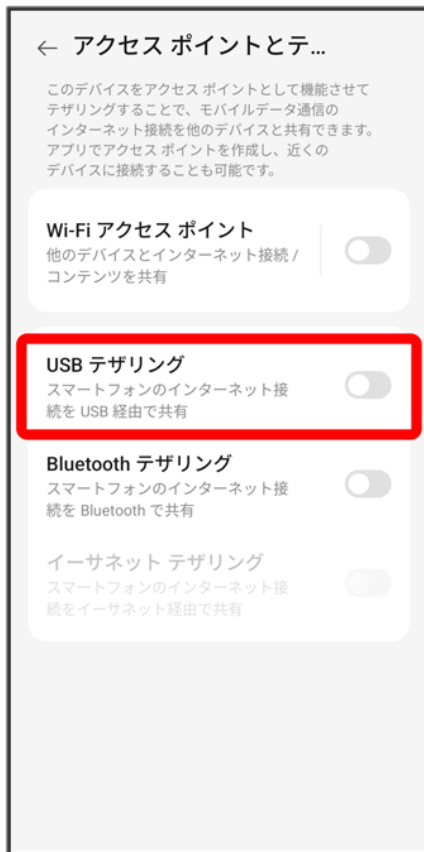 ← アクセス ポイントとテ...
このデバイスをアクセス ポイントとして機能させて
テザリングすることで、モバイルデータ通信の
インターネット接続を他のデバイスと共有できます。
アプリでアクセス ポイントを作成し、近くの
デバイスに接続することも可能です。
Wi-Fi アクセス ポイント
他のデバイスとインターネット接続 /
コンテンツを共有
USB テザリング
スマートフォンのインターネット接
続を USB 経由で共有
Bluetooth テザリング
スマートフォンのインターネット接
続を Bluetooth で共有
イーサネット テザリング
スマートフォンのインターネット接
続をイーサネット経由で共有